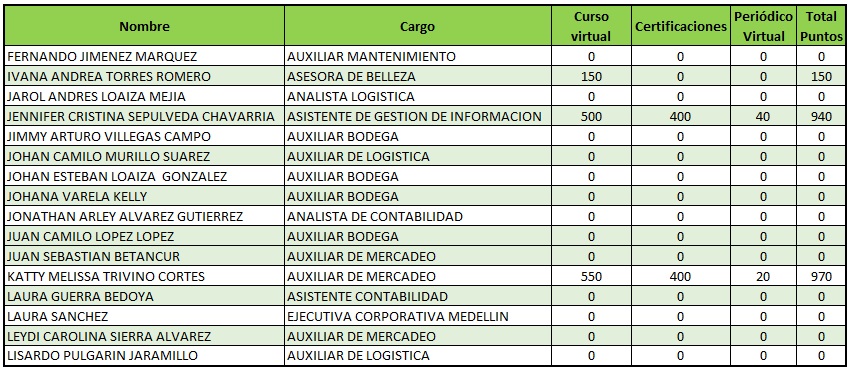 Nombre Cargo Curso virtual Certificaciones Periódico Virtual Total Puntos
FERNANDO JIMENEZ MARQUEZ AUXILIAR MANTENIMIENTO 0 0 0 0
IVANA ANDREA TORRES ROMERO ASESORA DE BELLEZA 150 0 0 150
JAROL ANDRES LOAIZA MEJIA ANALISTA LOGISTICA 0 0 0 0
JENNIFER CRISTINA SEPULVEDA CHAVARRIA ASISTENTE DE GESTION DE INFORMACION 500 400 40 940
JIMMY ARTURO VILLEGAS CAMPO AUXILIAR BODEGA 0 0 0 0
JOHAN CAMILO MURILLO SUAREZ AUXILIAR DE LOGISTICA 0 0 0 0
JOHAN ESTEBAN LOAIZA GONZALEZ AUXILIAR BODEGA 0 0 0 0
JOHANA VARELA KELLY AUXILIAR BODEGA 0 0 0 0
JONATHAN ARLEY ALVAREZ GUTIERREZ ANALISTA DE CONTABILIDAD 0 0 0 0
JUAN CAMILO LOPEZ LOPEZ AUXILIAR BODEGA 0 0 0 0
JUAN SEBASTIAN BETANCUR AUXILIAR DE MERCADEO 0 0 0 0
KATTY MELISSA TRIVINO CORTES AUXILIAR DE MERCADEO 550 400 20 970
LAURA GUERRA BEDOYA ASISTENTE CONTABILIDAD 0 0 0 0
LAURA SANCHEZ EJECUTIVA CORPORATIVA MEDELLIN 0 0 0 0
LEYDI CAROLINA SIERRA ALVAREZ AUXILIAR DE MERCADEO 0 0 0 0
LISARDO PULGARIN JARAMILLO AUXILIAR DE LOGISTICA 0 0 0 0